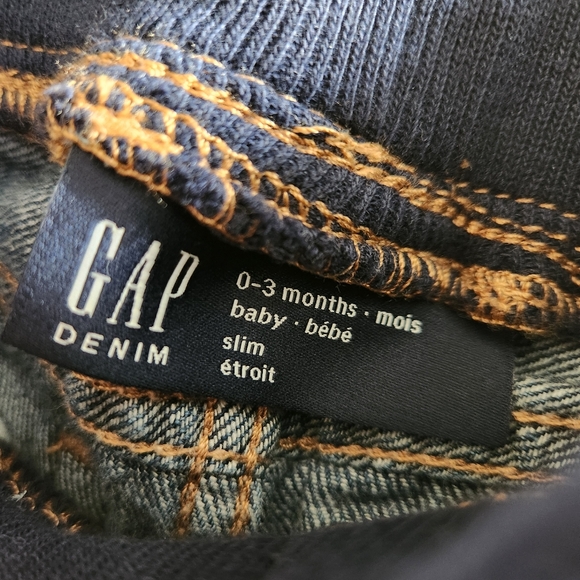 GAP
DENIM
0-3 months · mois
baby · bébé
slim
étroit